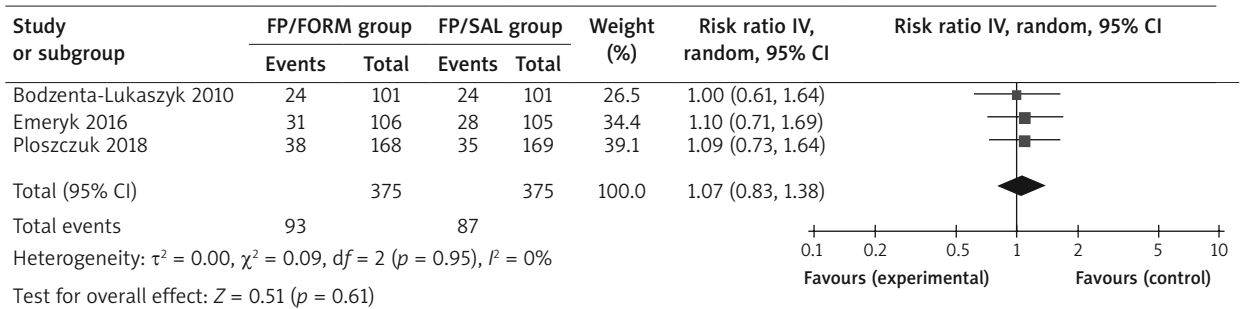 Study or subgroup FP/FORM group FP/SAL group Weight (%) Risk ratio IV, random, 95% CI Risk ratio IV, random, 95% CI
Events Total Events Total
Bodzenta-Lukaszyk 2010 24 101 24 101 26.5 1.00 (0.61, 1.64)
Emeryk 2016 31 106 28 105 34.4 1.10 (0.71, 1.69)
Ploszczuk 2018 38 168 35 169 39.1 1.09 (0.73, 1.64)
Total (95% CI) 375 375 100.0 1.07 (0.83, 1.38)
Total events 93 87
Heterogeneity: τ² = 0.00, χ² = 0.09, df = 2 (p = 0.95), I² = 0%
Test for overall effect: Z = 0.51 (p = 0.61)
0.1 0.2 0.5 1 2 5 10
Favours (experimental) Favours (control)